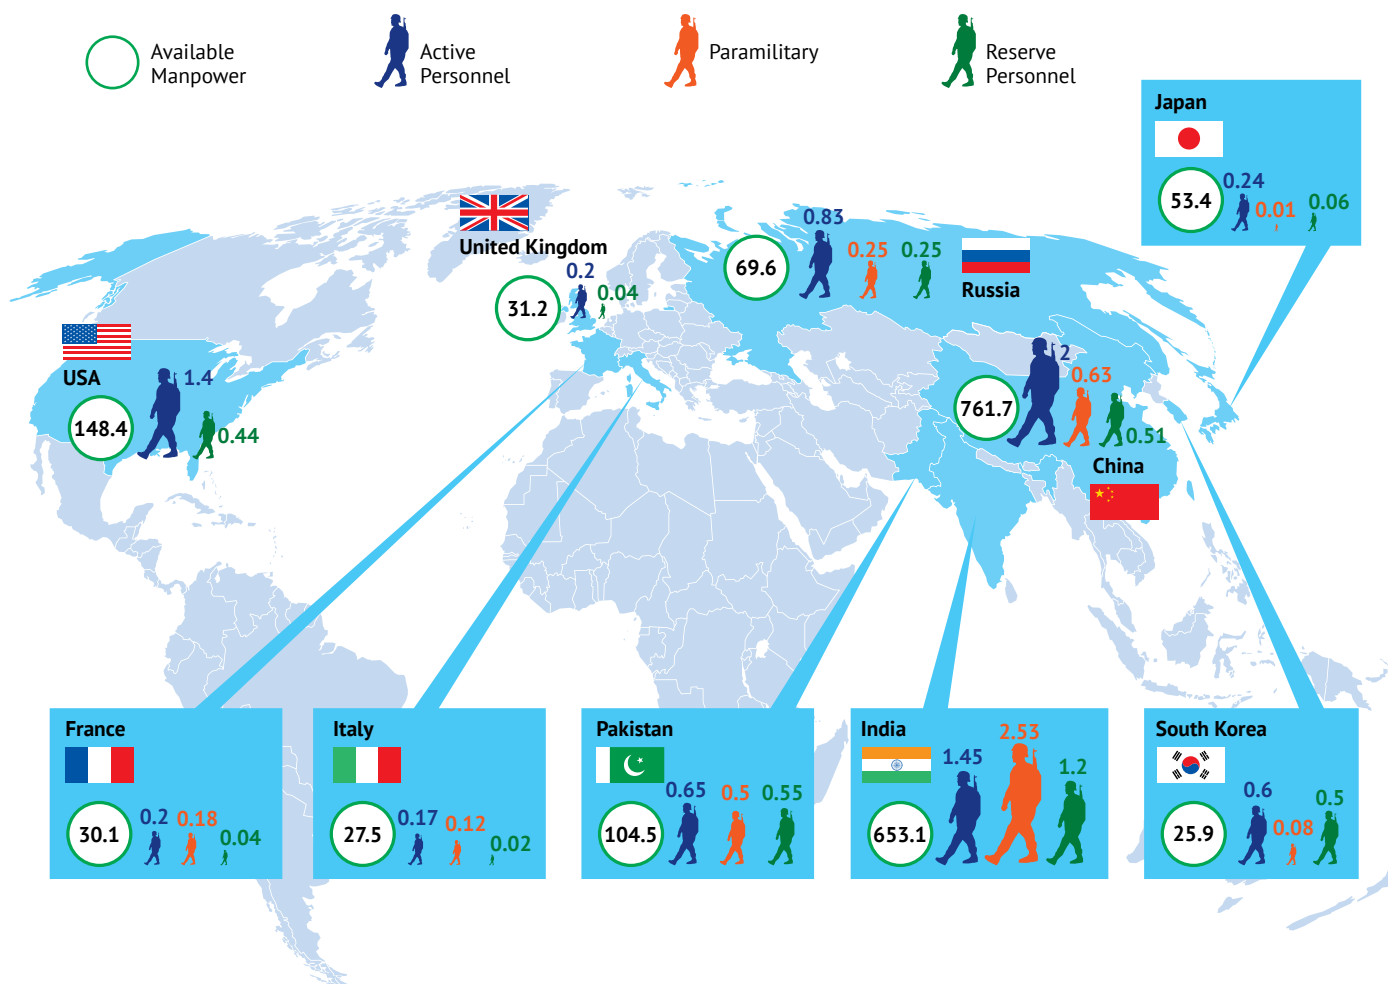 Available
Manpower
Active
Personnel
Paramilitary
Reserve
Personnel
Japan
53.4
0.24
0.01
0.06
United Kingdom
31.2
0.2
0.04
69.6
0.83
0.25
0.25
Russia
USA
148.4
1.4
0.44
761.7
2
0.63
0.51
China
France
30.1
0.2
0.18
0.04
Italy
27.5
0.17
0.12
0.02
Pakistan
104.5
0.65
0.5
0.55
India
653.1
1.45
2.53
1.2
South Korea
25.9
0.6
0.08
0.5